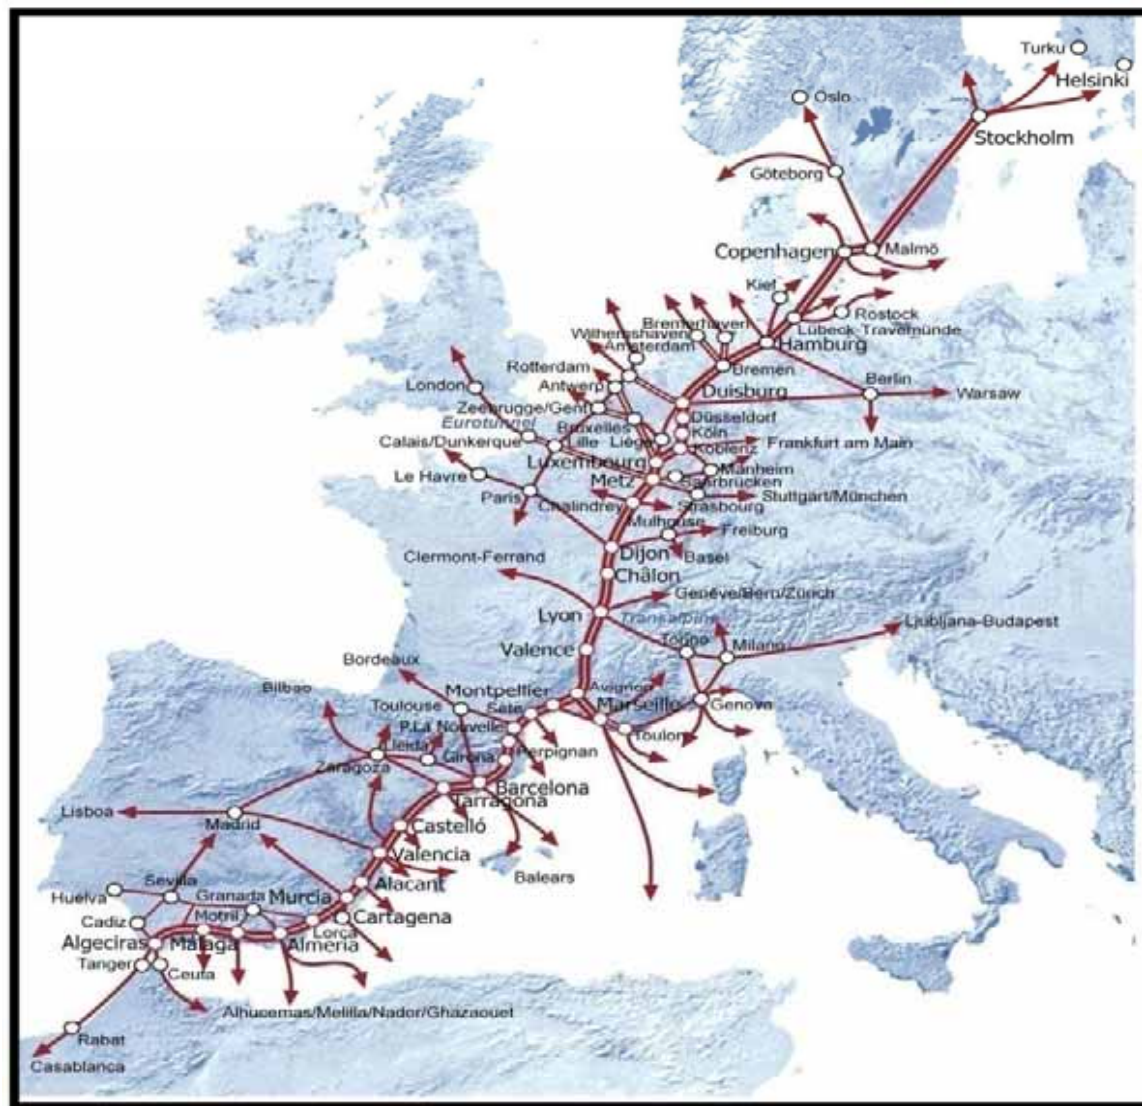 Turku
Helsinki
Oslo
Stockholm
Göteborg
Copenhagen
Malmö
Kiel
Rostock
Lübeck-Travemünde
Bremerhaven
Wilhemshaven
Hamburg
Amsterdam
Bremen
Rotterdam
London
Antwerp
Duisburg
Berlin
Warsaw
Zeebrugge/Gent
Düsseldorf
Eurotunnel
Bruxelles
Köln
Calais/Dunkerque
Lille
Liège
Koblenz
Frankfurt am Main
Luxembourg
Manheim
Le Havre
Metz
Saarbrücken
Paris
Stuttgart/München
Chalindrey
Strasbourg
Mulhouse
Freiburg
Clermont-Ferrand
Dijon
Basel
Châlon
Genéve/Bern/Zürich
Lyon
Transalpine
Ljubljana-Budapest
Torino
Milano
Valence
Bordeaux
Bilbao
Montpellier
Avignon
Toulouse
Sète
Marseille
Genova
P.La Nouvelle
Toulon
Lleida
Girona
Perpignan
Zaragoza
Barcelona
Tarragona
Lisboa
Madrid
Castelló
Valencia
Balears
Alacant
Sevilla
Huelva
Granada
Murcia
Cartagena
Motril
Cadiz
Lorca
Algeciras
Málaga
Almeria
Tanger
Ceuta
Alhucemas/Melilla/Nador/Ghazaouet
Rabat
Casablanca